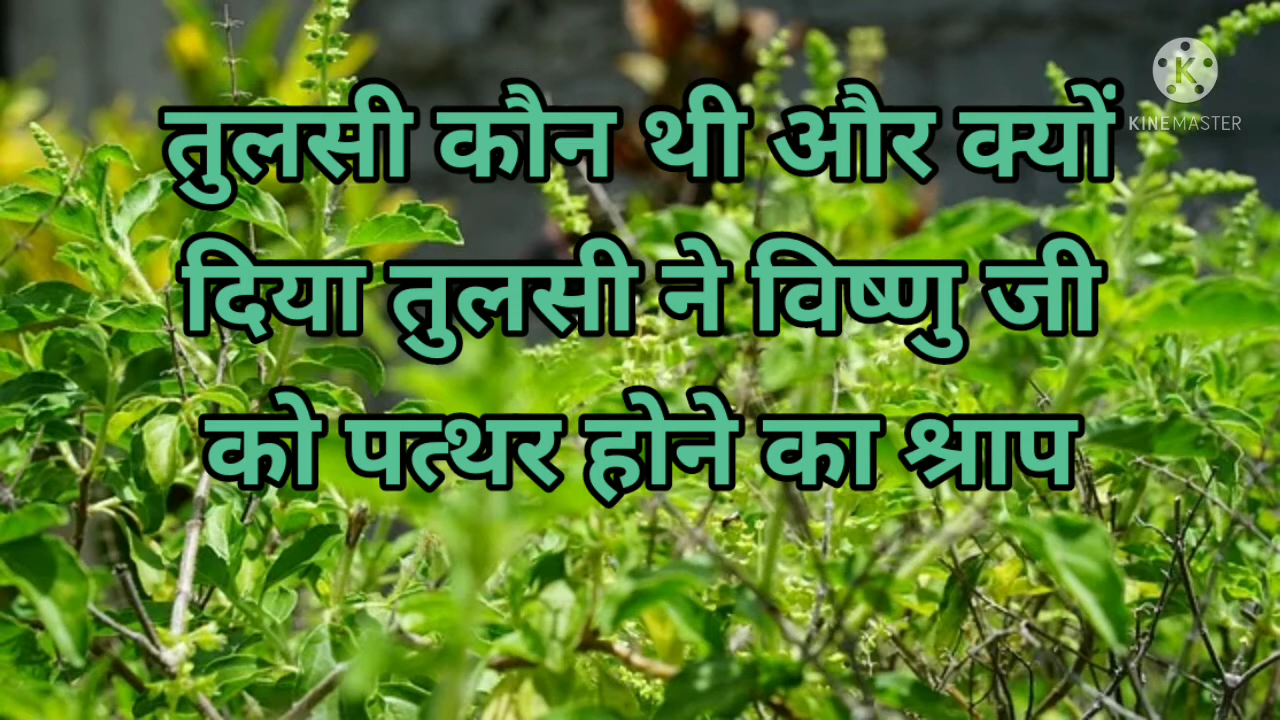 तुलसी कौन थी और क्यों
दिया तुलसी ने विष्णु जी
को पत्थर होने का श्राप
K
KINEMASTER